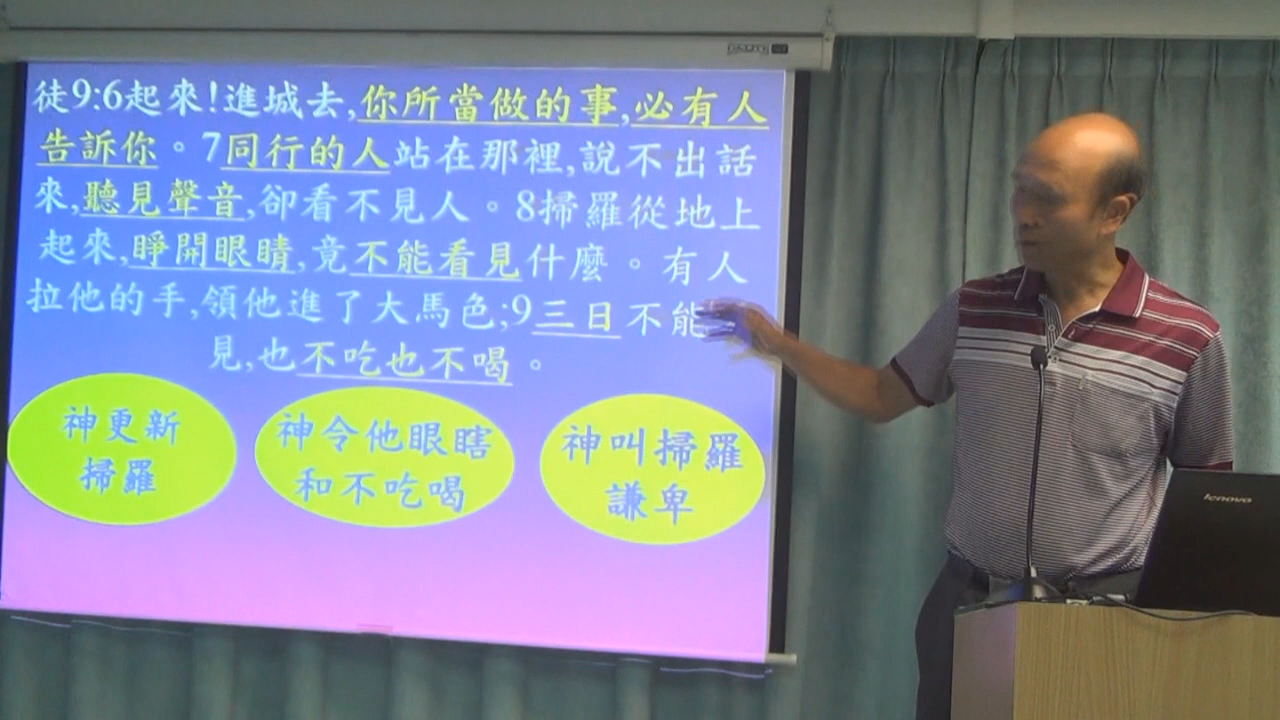 徒9:6起來!進城去,你所當做的事,必有人
告訴你。7同行的人站在那裡,說不出話
來,聽見聲音,卻看不見人。8掃羅從地上
起來,睜開眼睛,竟不能看見什麼。有人
拉他的手,領他進了大馬色;9三日不能
見,也不吃也不喝。
神更新
掃羅
神令他眼瞎
和不吃喝
神叫掃羅
謙卑
lenovo